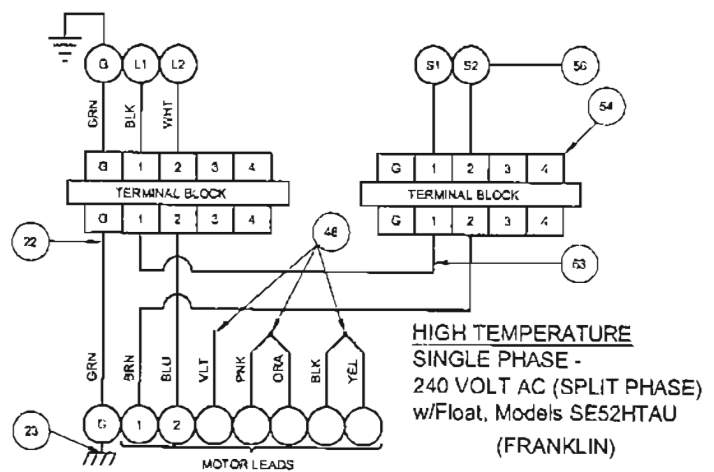 G L1 L2 S1 S2 56
GRN BLK WHT
54
G 1 2 3 4 G 1 2 3 4
TERMINAL BLOCK TERMINAL BLOCK
G 1 2 3 4 G 1 2 3 4
22 48 53
GRN BRN BLU VLT PNK ORA BLK YEL
HIGH TEMPERATURE
SINGLE PHASE -
240 VOLT AC (SPLIT PHASE)
w/Float, Models SE52HTAU
(FRANKLIN)
23 G 1 2
MOTOR LEADS